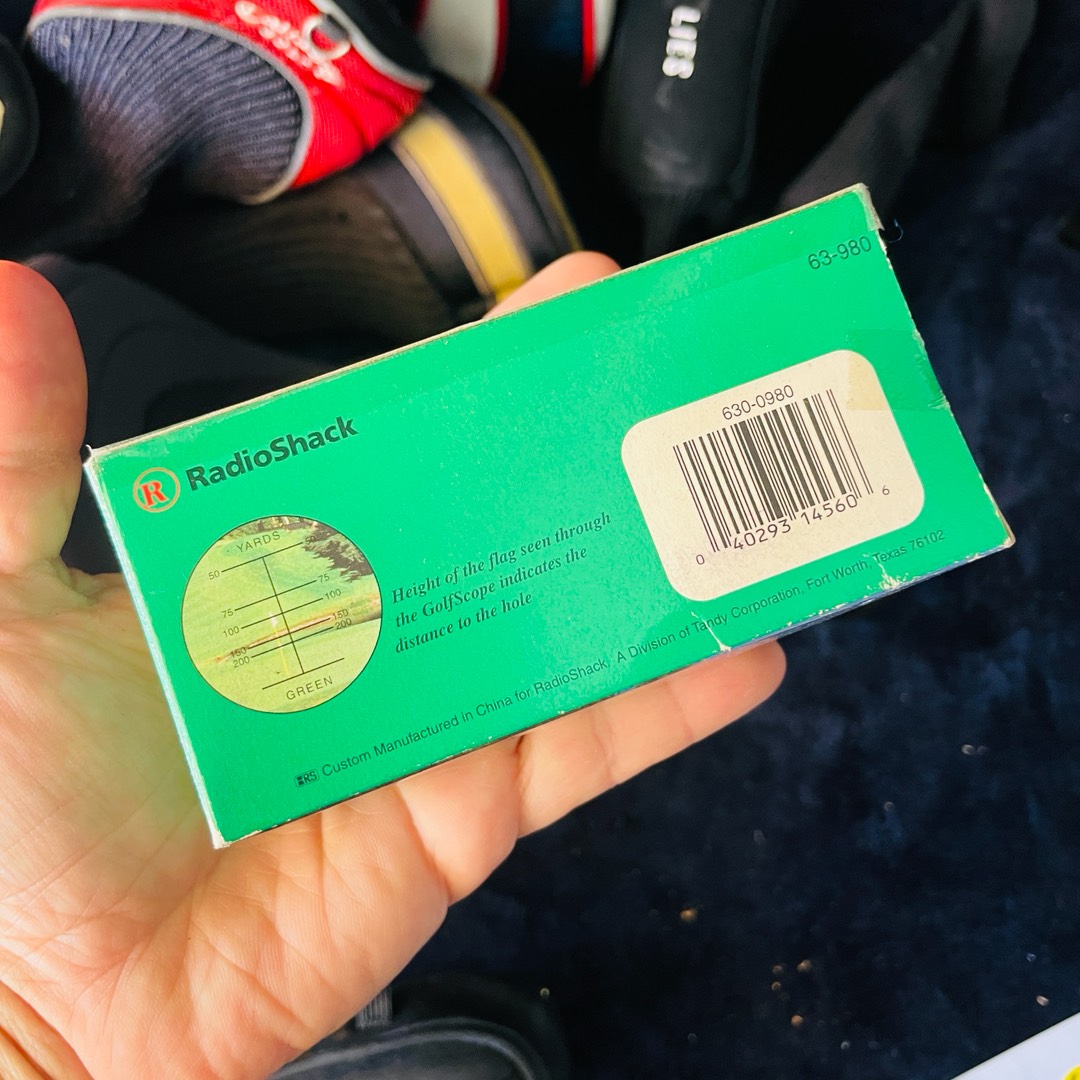 LIES
63-980
R RadioShack
630-0980
0 40293 14560 6
YARDS
50
75
75
100
100
150
150
200
200
GREEN
Height of the flag seen through
the GolfScope indicates the
distance to the hole
ERS Custom Manufactured in China for RadioShack, A Division of Tandy Corporation, Fort Worth, Texas 76102